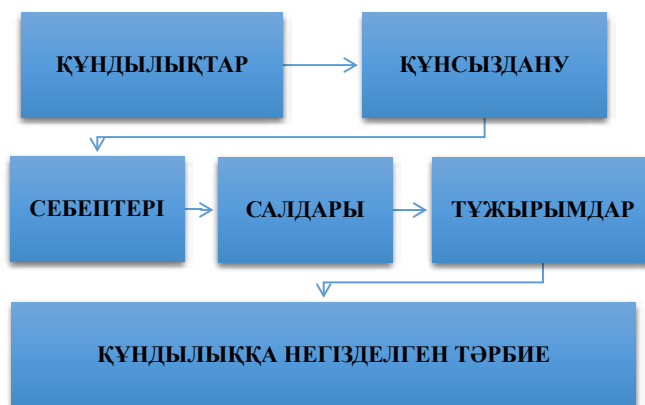 ҚҰНДЫЛЫҚТАР
ҚҰНСЫЗДАНУ
СЕБЕПТЕРІ
САЛДАРЫ
ТҰЖЫРЫМДАР
ҚҰНДЫЛЫҚҚА НЕГІЗДЕЛГЕН ТӘРБИЕ